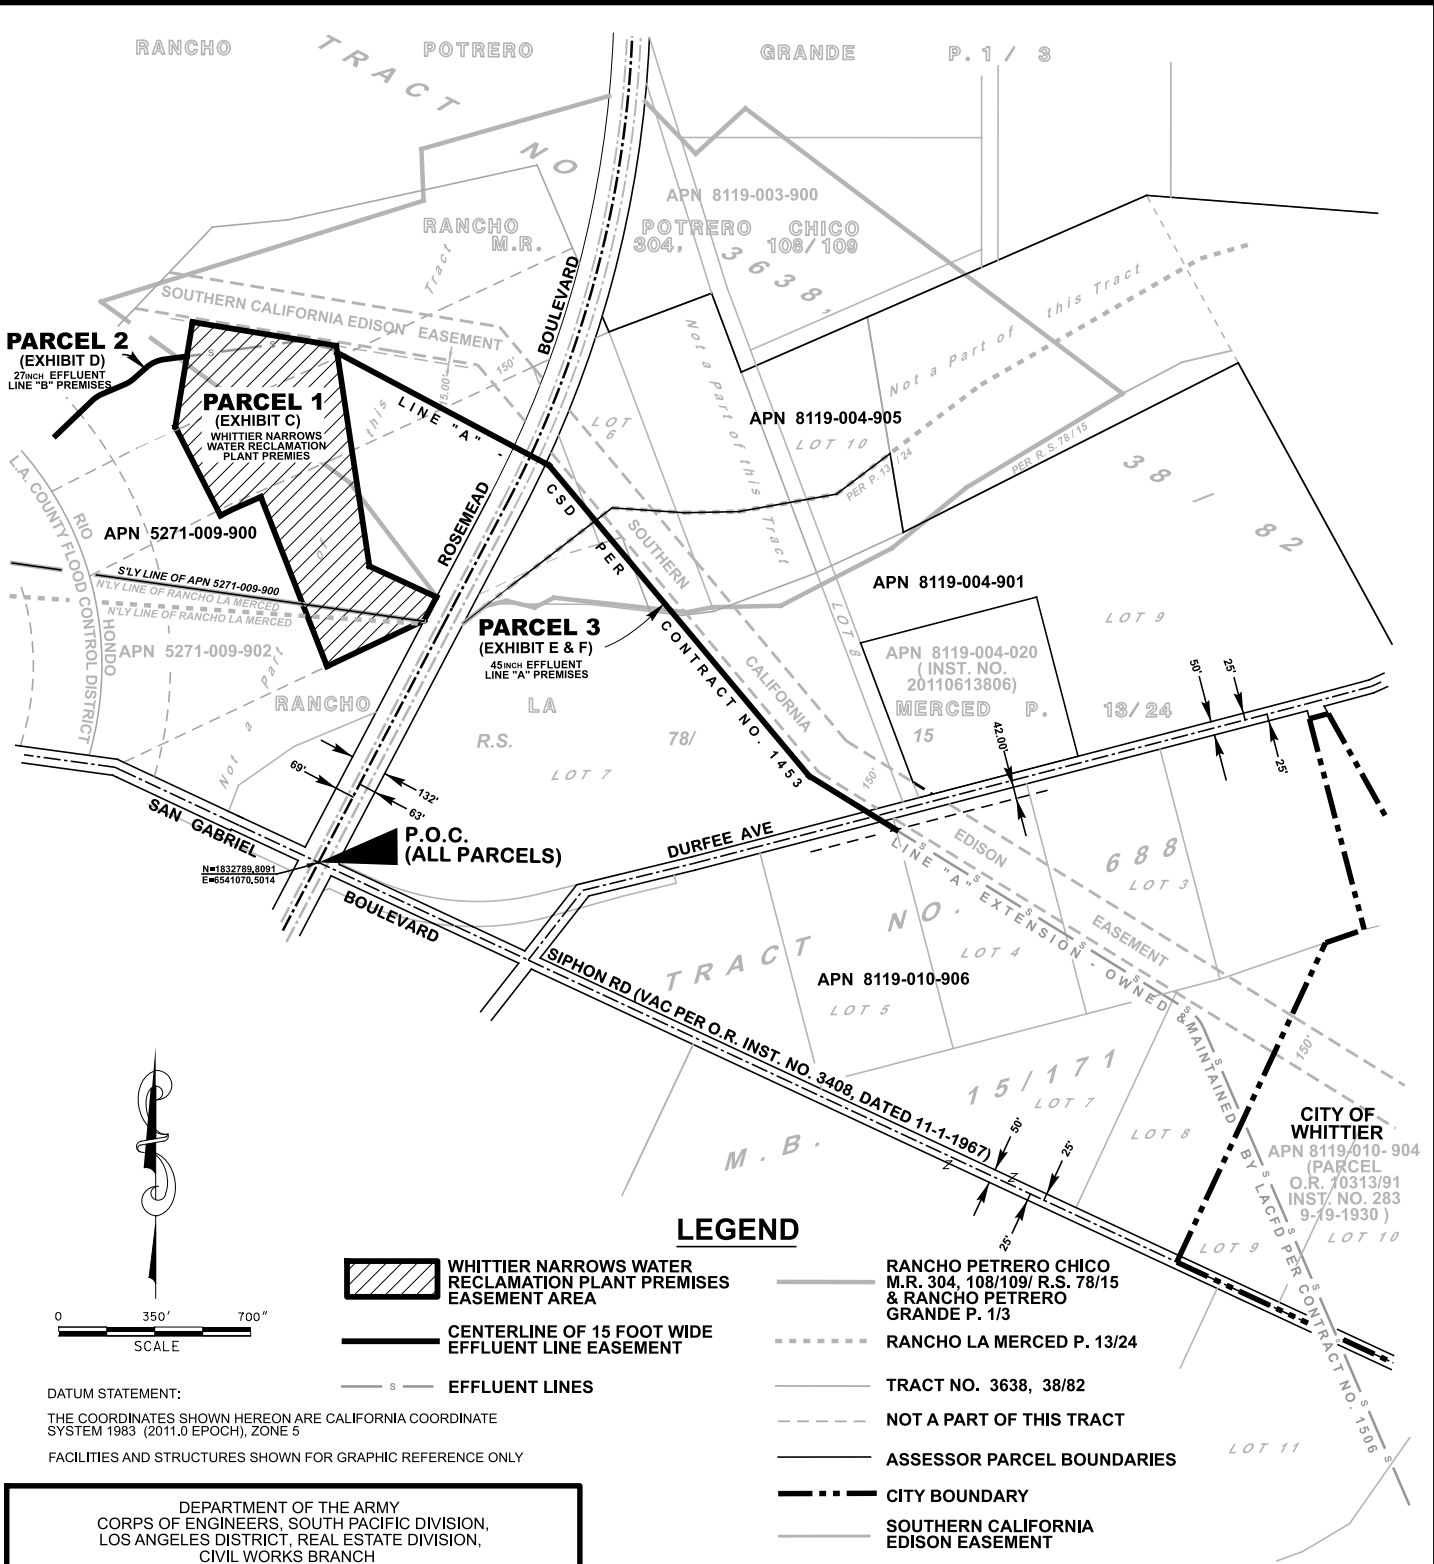 RANCHO POTRERO GRANDE P. 1 / 3
TRACT NO 3638, 38 / 82
APN 8119-003-900
RANCHO POTRERO CHICO
M.R. 304, 108/109
SOUTHERN CALIFORNIA EDISON EASEMENT
Not a Part of this Tract
BOULEVARD
ROSEMEAD
PARCEL 2
(EXHIBIT D)
27INCH EFFLUENT
LINE "B" PREMISES
PARCEL 1
(EXHIBIT C)
WHITTIER NARROWS
WATER RECLAMATION
PLANT PREMIES
15.00'
150'
LINE "A" -
CSD PER CONTRACT NO. 1453
LOT 6
Not a Part of this Tract
Not a Part of this Tract
APN 8119-004-905
LOT 10
PER P. 13 / 24
PER R.S. 78 / 15
L.A. COUNTY FLOOD CONTROL DISTRICT
RIO HONDO
APN 5271-009-900
S'LY LINE OF APN 5271-009-900
N'LY LINE OF RANCHO LA MERCED
N'LY LINE OF RANCHO LA MERCED
APN 5271-009-902
PARCEL 3
(EXHIBIT E & F)
45INCH EFFLUENT
LINE "A" PREMISES
SOUTHERN CALIFORNIA EDISON EASEMENT
APN 8119-004-901
LOT 8
LOT 9
APN 8119-004-020
( INST. NO.
20110613806)
RANCHO LA MERCED P. 13/ 24
R.S. 78/ 15
LOT 7
50'
25'
25'
42.00'
150'
69'
132'
63'
P.O.C.
(ALL PARCELS)
N=1832789.8091
E=6541070.5014
SAN GABRIEL
BOULEVARD
DURFEE AVE
LINE "A" EXTENSION - OWNED & MAINTAINED BY LACFD PER CONTRACT NO. 1506
TRACT NO. 688
LOT 3
LOT 4
APN 8119-010-906
LOT 5
SIPHON RD (VAC PER O.R. INST. NO. 3408, DATED 11-1-1967)
M. B. 15 / 171
LOT 7
LOT 8
150'
50'
25'
25'
CITY OF
WHITTIER
APN 8119-010- 904
(PARCEL
O.R. 10313/91
INST. NO. 283
9-19-1930 )
LOT 9
LOT 10
LOT 11
0 350' 700"
SCALE
DATUM STATEMENT:
THE COORDINATES SHOWN HEREON ARE CALIFORNIA COORDINATE
SYSTEM 1983 (2011.0 EPOCH), ZONE 5
FACILITIES AND STRUCTURES SHOWN FOR GRAPHIC REFERENCE ONLY
LEGEND
WHITTIER NARROWS WATER
RECLAMATION PLANT PREMISES
EASEMENT AREA
CENTERLINE OF 15 FOOT WIDE
EFFLUENT LINE EASEMENT
S
EFFLUENT LINES
RANCHO PETRERO CHICO
M.R. 304, 108/109/ R.S. 78/15
& RANCHO PETRERO
GRANDE P. 1/3
RANCHO LA MERCED P. 13/24
TRACT NO. 3638, 38/82
NOT A PART OF THIS TRACT
ASSESSOR PARCEL BOUNDARIES
CITY BOUNDARY
SOUTHERN CALIFORNIA
EDISON EASEMENT
DEPARTMENT OF THE ARMY
CORPS OF ENGINEERS, SOUTH PACIFIC DIVISION,
LOS ANGELES DISTRICT, REAL ESTATE DIVISION,
CIVIL WORKS BRANCH